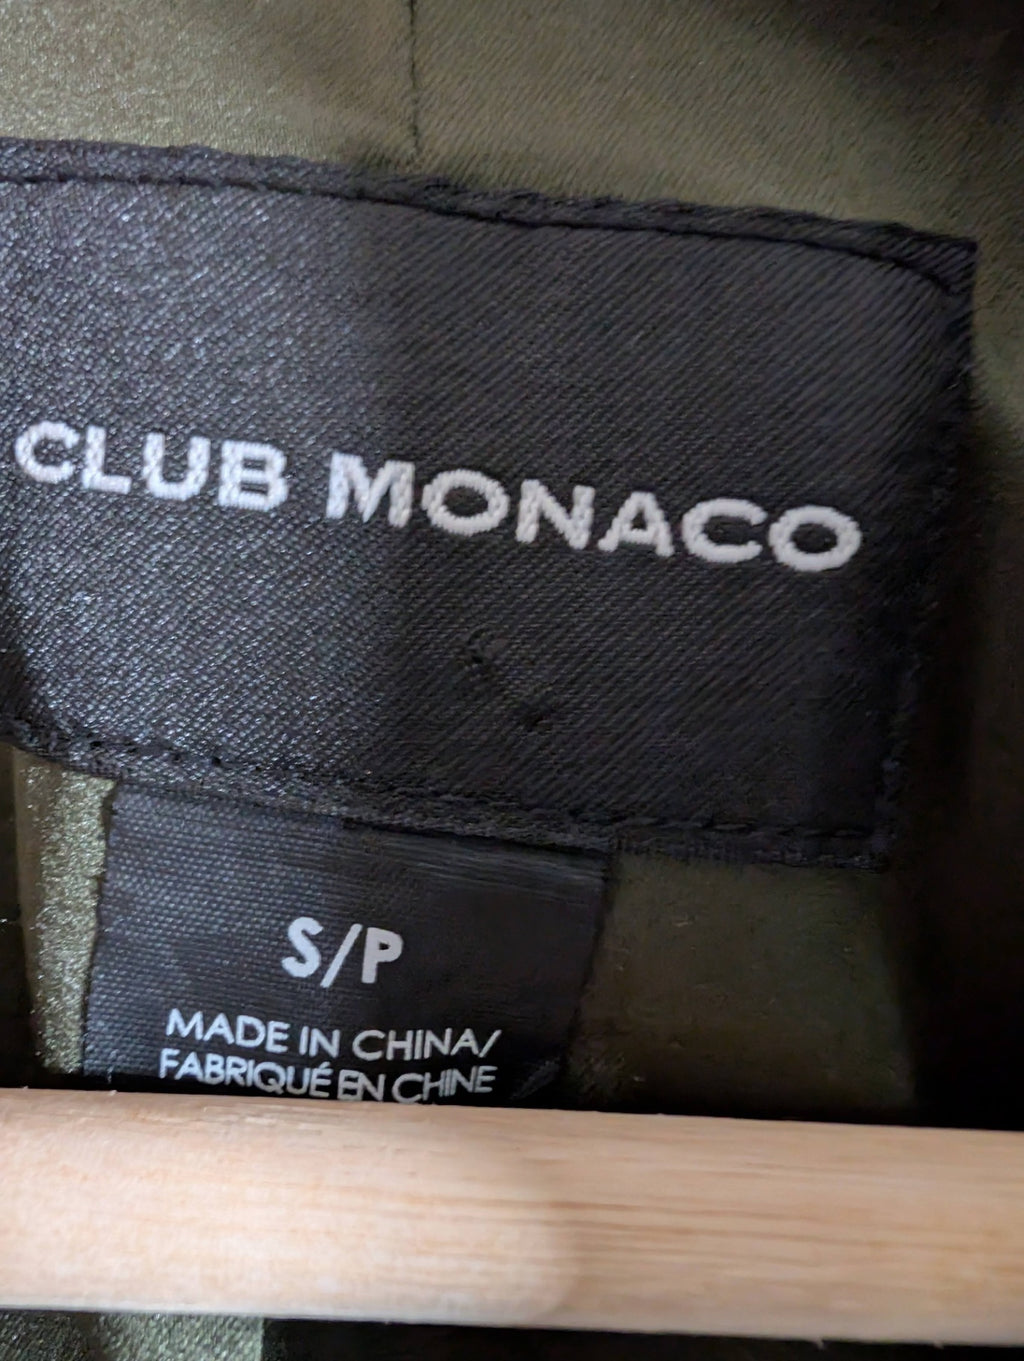 CLUB MONACO
S/P
MADE IN CHINA/
FABRIQUÉ EN CHINE